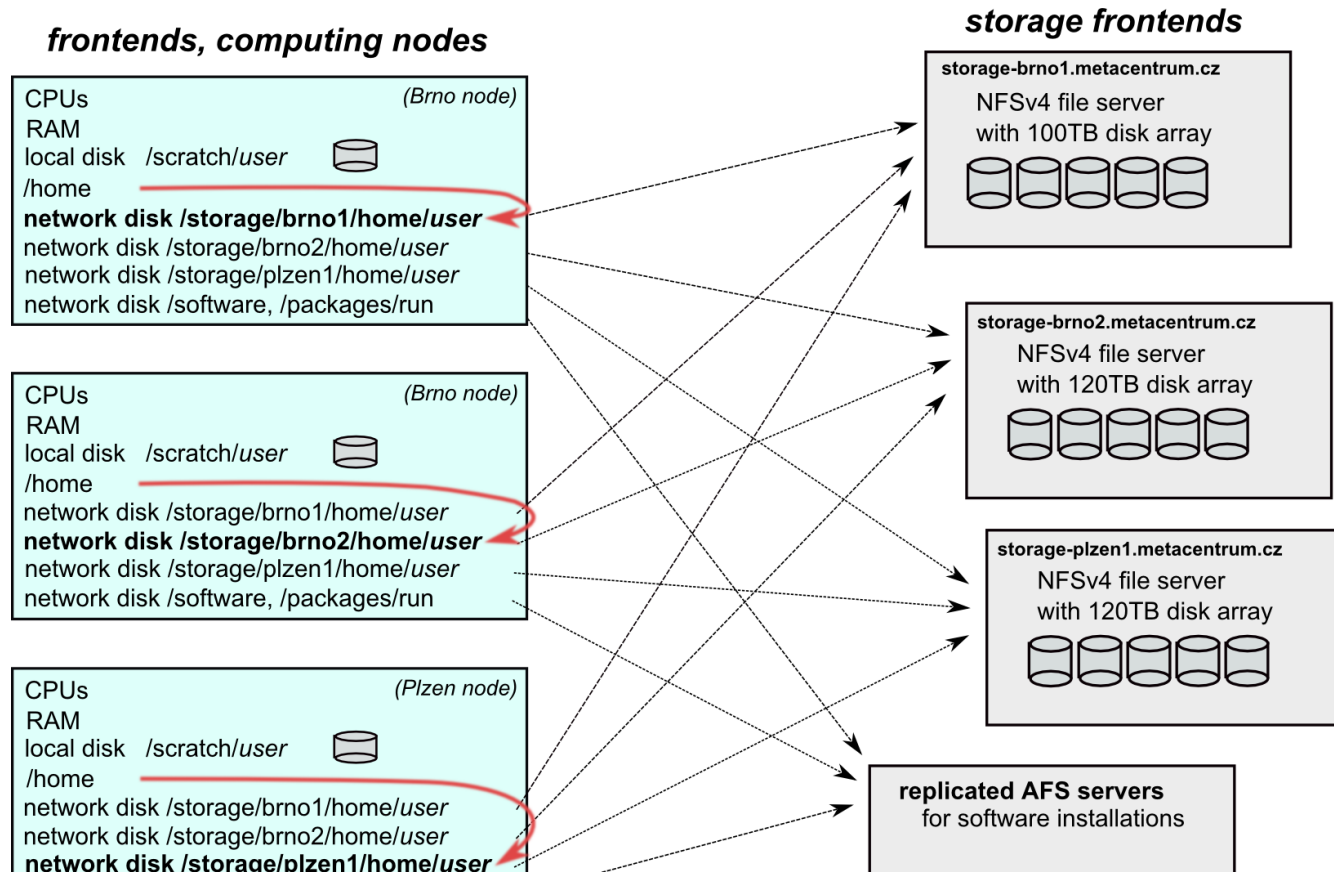 frontends, computing nodes
CPUs (Brno node)
RAM
local disk /scratch/user
/home
network disk /storage/brno1/home/user
network disk /storage/brno2/home/user
network disk /storage/plzen1/home/user
network disk /software, /packages/run
CPUs (Brno node)
RAM
local disk /scratch/user
/home
network disk /storage/brno1/home/user
network disk /storage/brno2/home/user
network disk /storage/plzen1/home/user
network disk /software, /packages/run
CPUs (Plzen node)
RAM
local disk /scratch/user
/home
network disk /storage/brno1/home/user
network disk /storage/brno2/home/user
network disk /storage/plzen1/home/user
storage frontends
storage-brno1.metacentrum.cz
NFSv4 file server
with 100TB disk array
storage-brno2.metacentrum.cz
NFSv4 file server
with 120TB disk array
storage-plzen1.metacentrum.cz
NFSv4 file server
with 120TB disk array
replicated AFS servers
for software installations